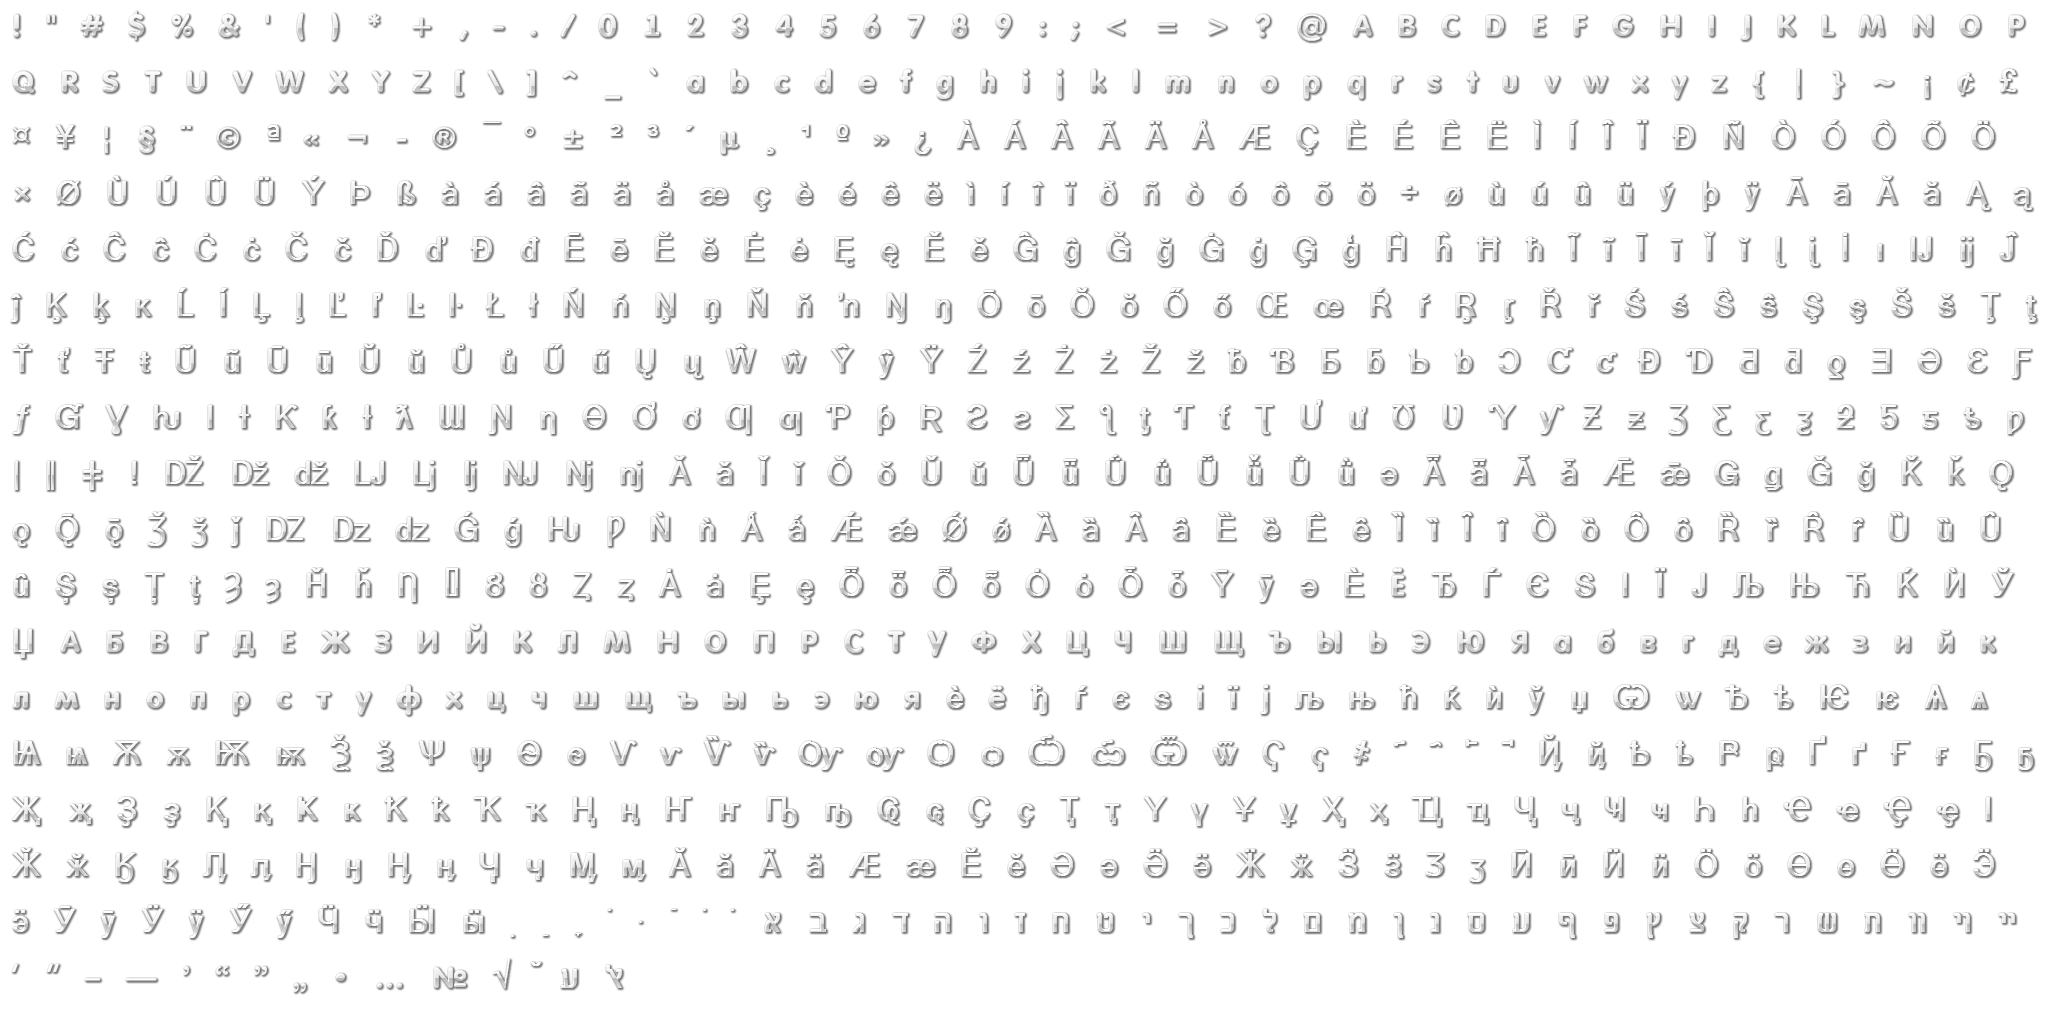 ! " # $ % & ' ( ) * + , - . / 0 1 2 3 4 5 6 7 8 9 : ; < = > ? @ A B C D E F G H I J K L M N O P
Q R S T U V W X Y Z [ \ ] ^ _ ` a b c d e f g h i j k l m n o p q r s t u v w x y z { | } ~ ¡ ¢ £
¤ ¥ ¦ § ¨ © ª « ¬ - ® ¯ ° ± ² ³ ´ µ ¸ ¹ º » ¿ À Á Â Ã Ä Å Æ Ç È É Ê Ë Ì Í Î Ï Ð Ñ Ò Ó Ô Õ Ö
× Ø Ù Ú Û Ü Ý Þ ß à á â ã ä å æ ç è é ê ë ì í î ï ð ñ ò ó ô õ ö ÷ ø ù ú û ü ý þ ÿ Ā ā Ă ă Ą ą
Ć ć Ĉ ĉ Ċ ċ Č č Ď ď Đ đ Ē ē Ĕ ĕ Ė ė Ę ę Ě ě Ĝ ĝ Ğ ğ Ġ ġ Ģ ģ Ĥ ĥ Ħ ħ Ĩ ĩ Ī ī Ĭ ĭ Į į İ ı Ĳ ĳ Ĵ
ĵ Ķ ķ ĸ Ĺ ĺ Ļ ļ Ľ ľ Ŀ ŀ Ł ł Ń ń Ņ ņ Ň ň ŉ Ŋ ŋ Ō ō Ŏ ŏ Ő ő Œ œ Ŕ ŕ Ŗ ŗ Ř ř Ś ś Ŝ ŝ Ş ş Š š Ţ ţ
Ť ť Ŧ ŧ Ũ ũ Ū ū Ŭ ŭ Ů ů Ű ű Ų ų Ŵ ŵ Ŷ ŷ Ÿ Ź ź Ż ż Ž ž ƀ Ɓ Ƃ ƃ Ƅ ƅ Ɔ Ƈ ƈ Ɖ Ɗ Ƌ ƌ ƍ Ǝ Ə Ɛ Ƒ
ƒ Ɠ Ɣ ƕ Ɩ Ɨ Ƙ ƙ ƚ ƛ Ɯ Ɲ ƞ Ɵ Ơ ơ Ƣ ƣ Ƥ ƥ Ʀ Ƨ ƨ Ʃ ƪ ƫ Ƭ ƭ Ʈ Ư ư Ʊ Ʋ Ƴ ƴ Ƶ ƶ Ʒ Ƹ ƹ ƺ ƻ Ƽ ƽ ƾ ƿ
ǀ ǁ ǂ ǃ Ǆ ǅ ǆ Ǉ ǈ ǉ Ǌ ǋ ǌ Ǎ ǎ Ǐ ǐ Ǒ ǒ Ǔ ǔ Ǖ ǖ Ǘ ǘ Ǚ ǚ Ǜ ǜ ǝ Ǟ ǟ Ǡ ǡ Ǣ ǣ Ǥ ǥ Ǧ ǧ Ǩ ǩ Ǫ
ǫ Ǭ ǭ Ǯ ǯ ǰ Ǳ ǲ ǳ Ǵ ǵ Ƕ Ƿ Ǹ ǹ Ǻ ǻ Ǽ ǽ Ǿ ǿ Ȁ ȁ Ȃ ȃ Ȅ ȅ Ȇ ȇ Ȉ ȉ Ȋ ȋ Ȍ ȍ Ȏ ȏ Ȑ ȑ Ȓ ȓ Ȕ ȕ Ȗ
ȗ Ș ș Ț ț Ȝ ȝ Ȟ ȟ Ƞ Ȣ ȣ Ȥ ȥ Ȧ ȧ Ȩ ȩ Ȫ ȫ Ȭ ȭ Ȯ ȯ Ȱ ȱ Ȳ ȳ ə Ѐ Ё Ђ Ѓ Є Ѕ І Ї Ј Љ Њ Ћ Ќ Ѝ Ў
Џ А Б В Г Д Е Ж З И Й К Л М Н О П Р С Т У Ф Х Ц Ч Ш Щ Ъ Ы Ь Э Ю Я а б в г д е ж з и й к
л м н о п р с т у ф х ц ч ш щ ъ ы ь э ю я ѐ ё ђ ѓ є ѕ і ї ј љ њ ћ ќ ѝ ў џ Ѡ ѡ Ѣ ѣ Ѥ ѥ Ѧ ѧ
Ѩ ѩ Ѫ ѫ Ѭ ѭ Ѯ ѯ Ѱ ѱ Ѳ ѳ Ѵ ѵ Ѷ ѷ Ѹ ѹ Ѻ ѻ Ѽ ѽ Ѿ ѿ Ҁ ҁ ҂ ҃ ҄ ҅ ҆ Ҋ ҋ Ҍ ҍ Ҏ ҏ Ґ ґ Ғ ғ Ҕ ҕ
Җ җ Ҙ ҙ Қ қ Ҝ ҝ Ҟ ҟ Ҡ ҡ Ң ң Ҥ ҥ Ҧ ҧ Ҩ ҩ Ҫ ҫ Ҭ ҭ Ү ү Ұ ұ Ҳ ҳ Ҵ ҵ Ҷ ҷ Ҹ ҹ Һ һ Ҽ ҽ Ҿ ҿ Ӏ
Ӂ ӂ Ӄ ӄ Ӆ ӆ Ӈ ӈ Ӊ ӊ Ӌ ӌ Ӎ ӎ Ӑ ӑ Ӓ ӓ Ӕ ӕ Ӗ ӗ Ә ә Ӛ ӛ Ӝ ӝ Ӟ ӟ Ӡ ӡ Ӣ ӣ Ӥ ӥ Ӧ ӧ Ө ө Ӫ ӫ Ӭ
ӭ Ӯ ӯ Ӱ ӱ Ӳ ӳ Ӵ ӵ Ӹ ӹ א ב ג ד ה ו ז ח ט י ך כ ל ם מ ן נ ס ע ף פ ץ צ ק ר ש ת װ ױ ײ
׳ ״ – — ’ “ ” „ • … № √ ˘